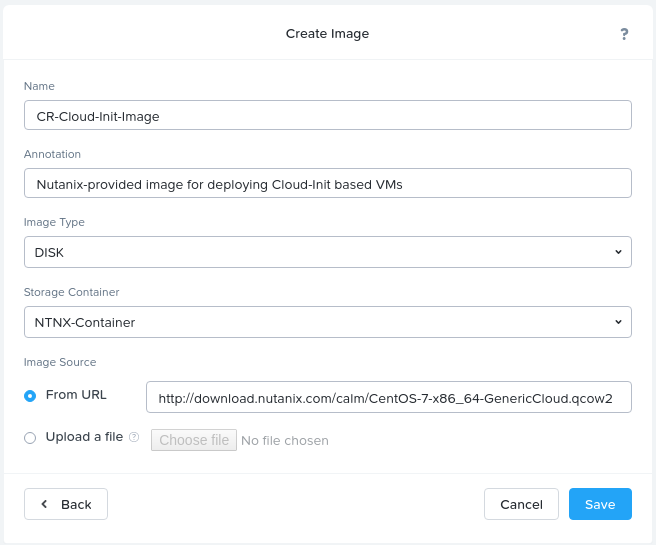 Create Image
?
Name
CR-Cloud-Init-Image
Annotation
Nutanix-provided image for deploying Cloud-Init based VMs
Image Type
DISK
Storage Container
NTNX-Container
Image Source
From URL http://download.nutanix.com/calm/CentOS-7-x86_64-GenericCloud.qcow2
Upload a file ? Choose file No file chosen
Back Cancel Save